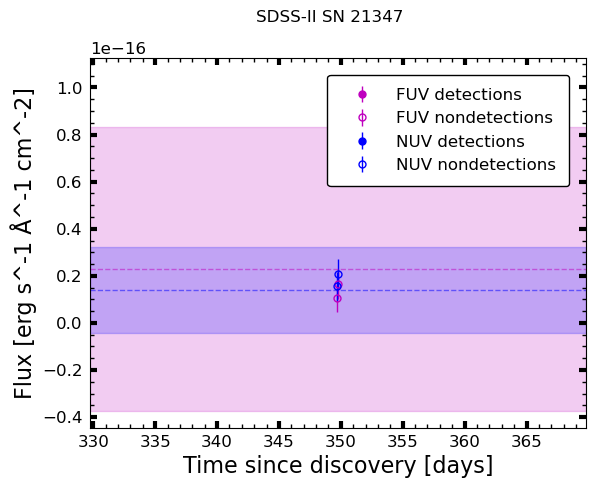 SDSS-II SN 21347
1e−16
FUV detections
FUV nondetections
NUV detections
NUV nondetections
1.0
0.8
0.6
0.4
0.2
0.0
−0.2
−0.4
Flux [erg s^-1 Å^-1 cm^-2]
330 335 340 345 350 355 360 365
Time since discovery [days]